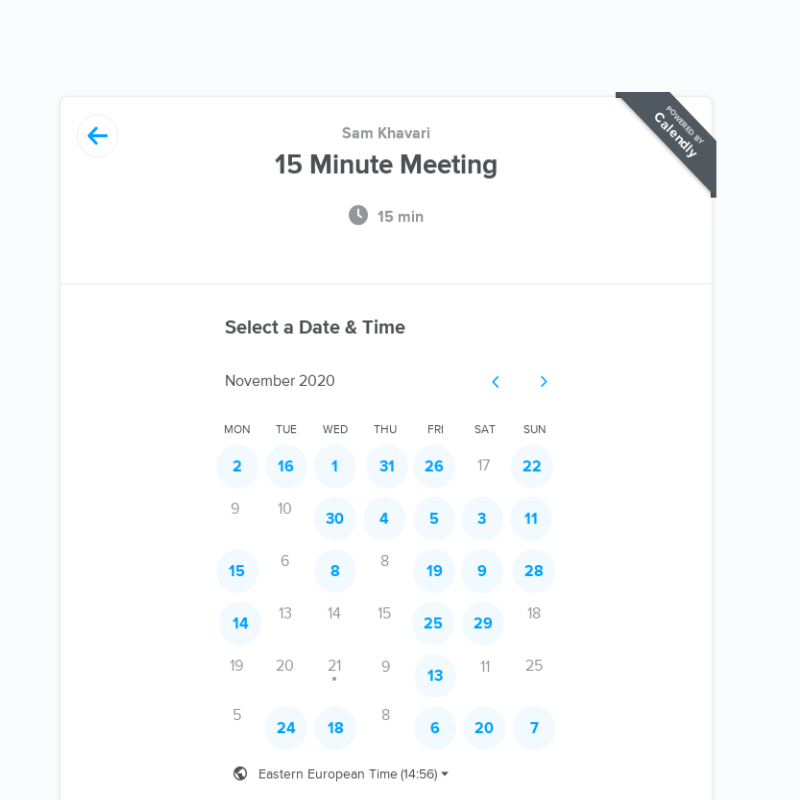 POWERED BY
Calendly
Sam Khavari
15 Minute Meeting
15 min
Select a Date & Time
November 2020
MON TUE WED THU FRI SAT SUN
2 16 1 31 26 17 22
9 10 30 4 5 3 11
15 6 8 8 19 9 28
14 13 14 15 25 29 18
19 20 21 9 13 11 25
5 24 18 8 6 20 7
Eastern European Time (14:56)